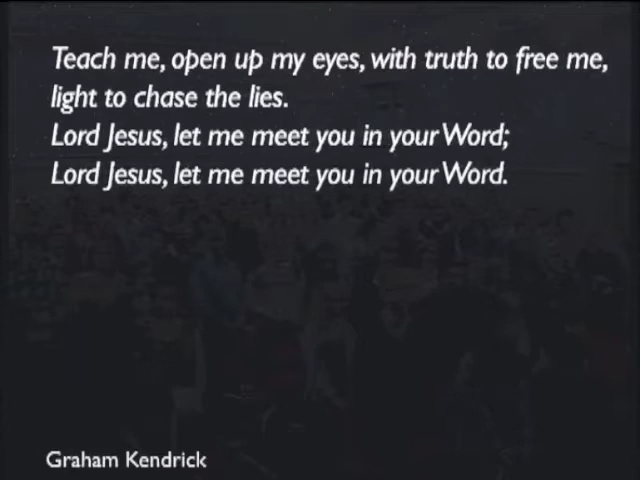 Teach me, open up my eyes, with truth to free me,
light to chase the lies.
Lord Jesus, let me meet you in your Word;
Lord Jesus, let me meet you in your Word.
Graham Kendrick